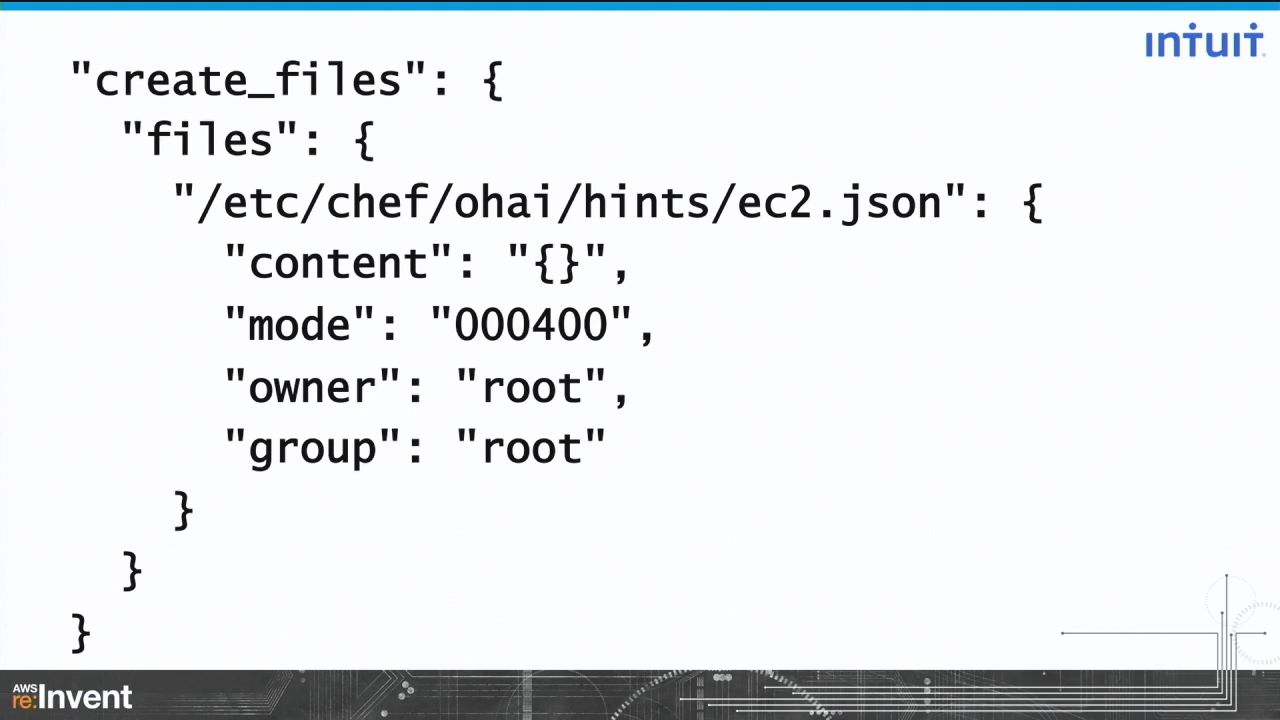 intuit.
"create_files": {
  "files": {
    "/etc/chef/ohai/hints/ec2.json": {
      "content": "{}",
      "mode": "000400",
      "owner": "root",
      "group": "root"
    }
  }
}
AWS
re:Invent